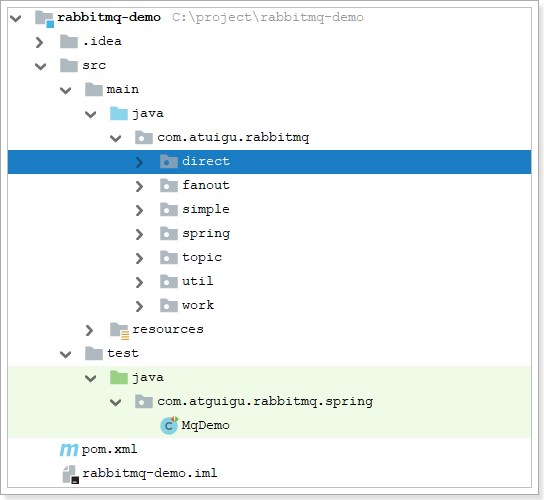 rabbitmq-demo C:\project\rabbitmq-demo
.idea
src
main
java
com.atuigu.rabbitmq
direct
fanout
simple
spring
topic
util
work
resources
test
java
com.atguigu.rabbitmq.spring
MqDemo
pom.xml
rabbitmq-demo.iml